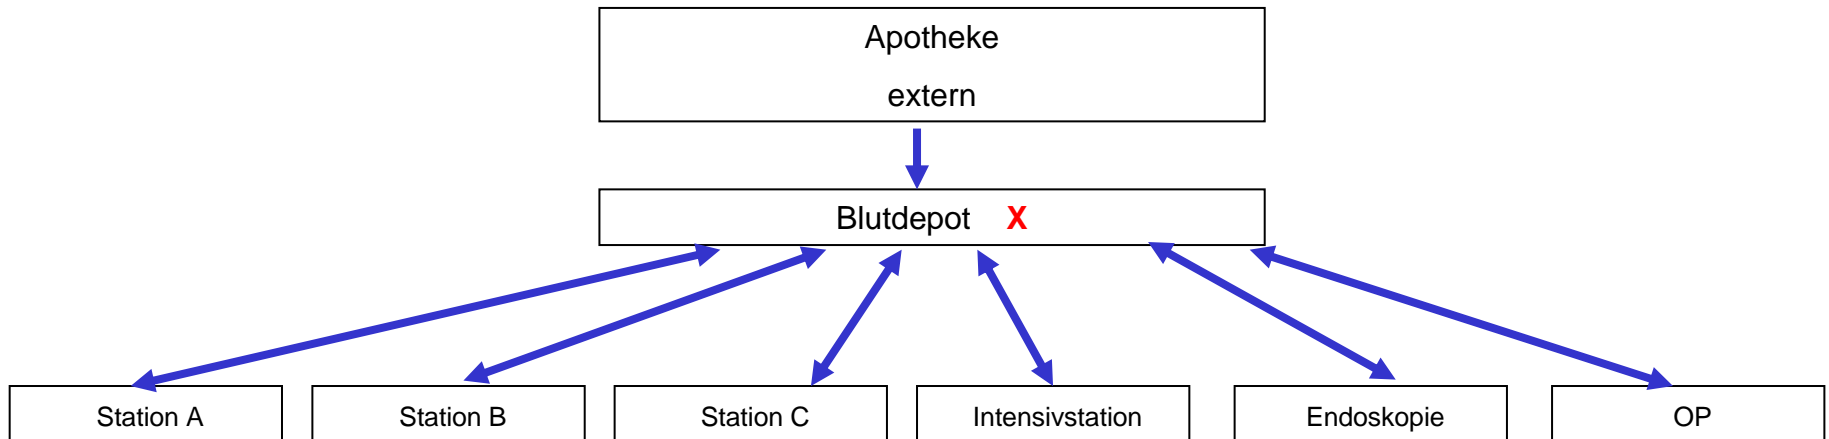 Apotheke
extern
Blutdepot X
Station A Station B Station C Intensivstation Endoskopie OP